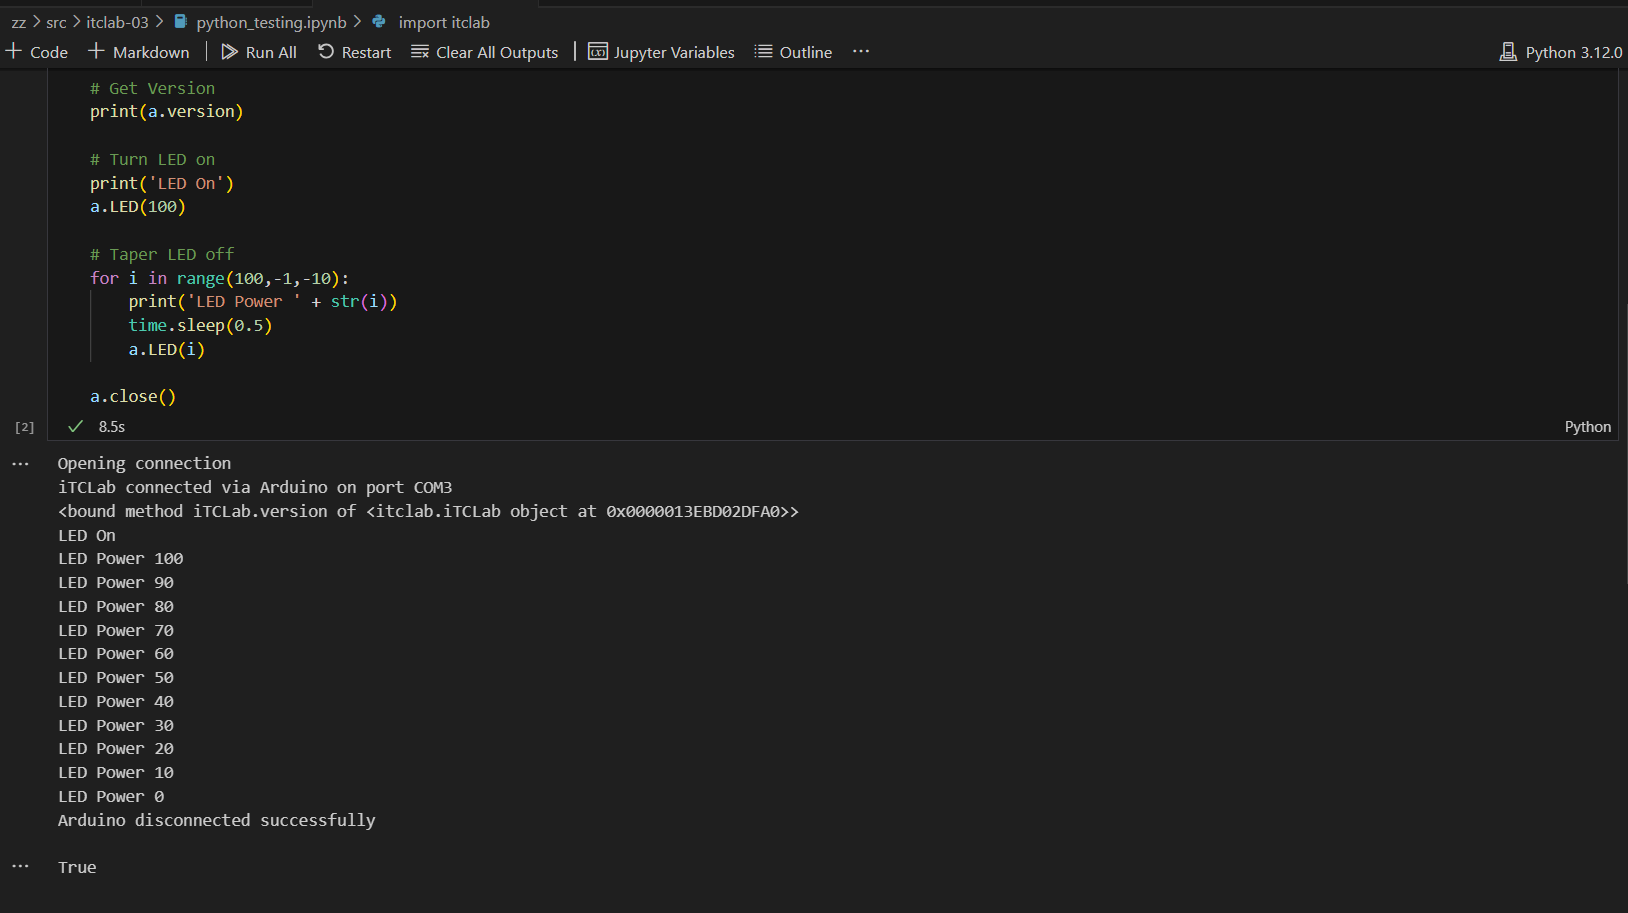 zz > src > itclab-03 > python_testing.ipynb > import itclab
+ Code + Markdown | Run All Restart Clear All Outputs | Jupyter Variables Outline ··· Python 3.12.0
# Get Version
print(a.version)
# Turn LED on
print('LED On')
a.LED(100)
# Taper LED off
for i in range(100,-1,-10):
    print('LED Power ' + str(i))
    time.sleep(0.5)
    a.LED(i)
a.close()
[2] ✓ 8.5s Python
··· Opening connection
iTCLab connected via Arduino on port COM3
<bound method iTCLab.version of <itclab.iTCLab object at 0x0000013EBD02DFA0>>
LED On
LED Power 100
LED Power 90
LED Power 80
LED Power 70
LED Power 60
LED Power 50
LED Power 40
LED Power 30
LED Power 20
LED Power 10
LED Power 0
Arduino disconnected successfully
··· True